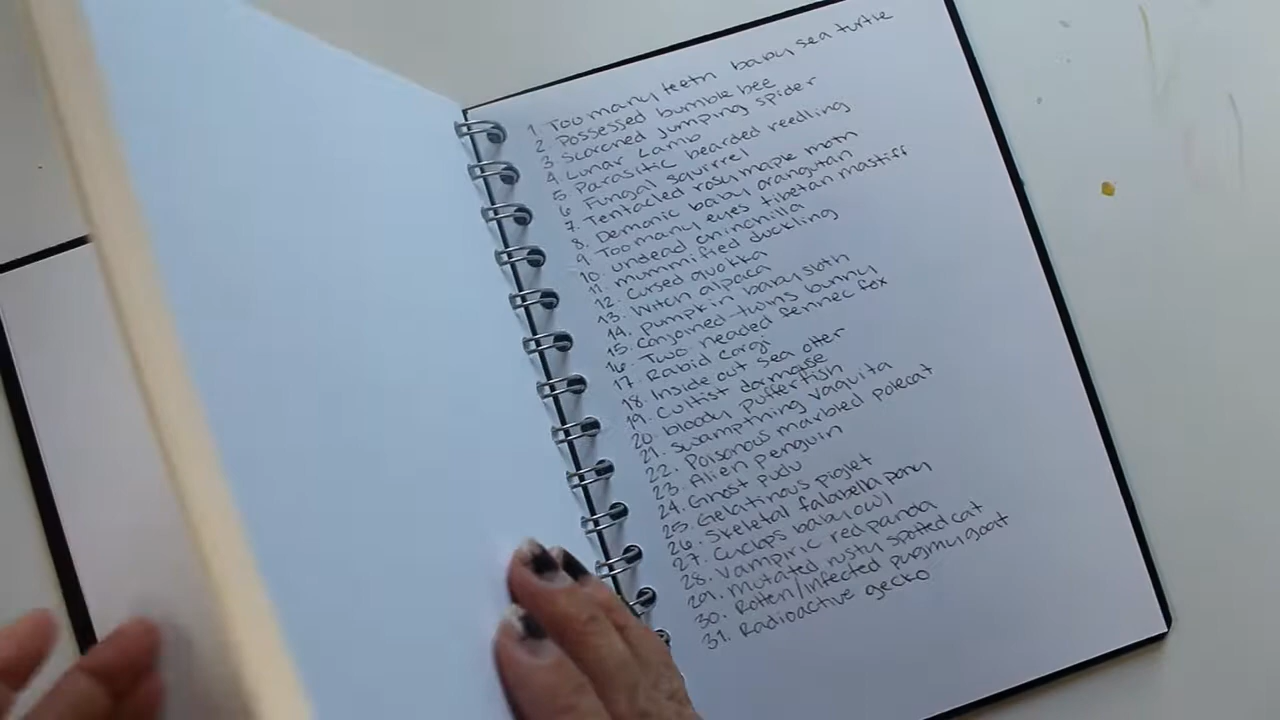 1. Too many teeth baby sea turtle
2. Possessed bumble bee
3. Scorched jumping spider
4. Lunar Lamb
5. Parasitic bearded reedling
6. Fungal squirrel
7. Tentacled rosy maple moth
8. Demonic baby orangutan
9. Too many eyes tibetan mastiff
10. undead chinchilla
11. mummified duckling
12. Cursed quokka
13. Witch alpaca
14. pumpkin baby sloth
15. conjoined-twins bunny
16. Two headed fennec fox
17. Rabid corgi
18. Inside out sea otter
19. Cultist dormouse
20. bloody pufferfish
21. Swampthing vaquita
22. Poisonous marbled polecat
23. Alien penguin
24. Ghost pudu
25. Gelatinous piglet
26. Skeletal falabella pony
27. Cyclops baby owl
28. Vampiric red panda
29. Mutated rusty spotted cat
30. Rotten/infected pygmy goat
31. Radioactive gecko